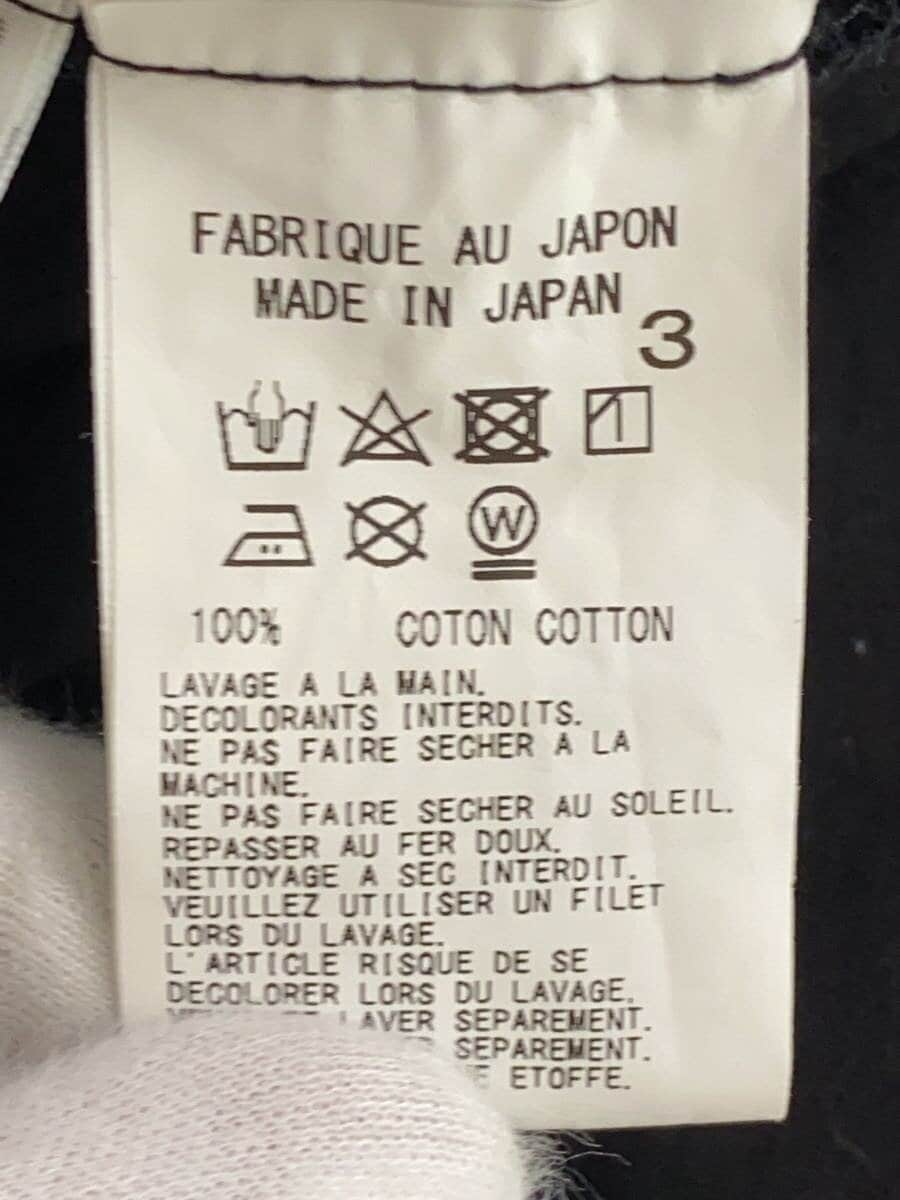 FABRIQUE AU JAPON
MADE IN JAPAN
3
W
100% COTON COTTON
LAVAGE A LA MAIN.
DECOLORANTS INTERDITS.
NE PAS FAIRE SECHER A LA
MACHINE.
NE PAS FAIRE SECHER AU SOLEIL.
REPASSER AU FER DOUX.
NETTOYAGE A SEC INTERDIT.
VEUILLEZ UTILISER UN FILET
LORS DU LAVAGE.
L'ARTICLE RISQUE DE SE
DECOLORER LORS DU LAVAGE.
LAVER SEPAREMENT.
SEPAREMENT.
ETOFFE.